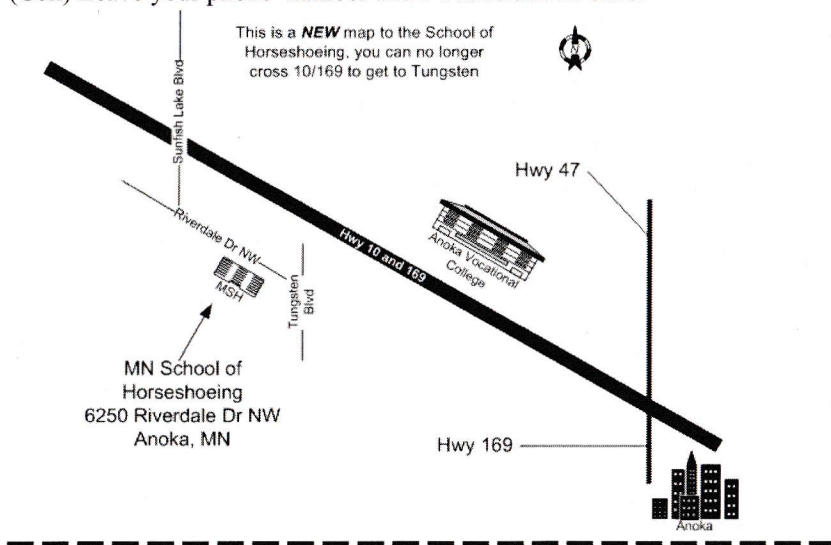 This is a NEW map to the School of
Horseshoeing, you can no longer
cross 10/169 to get to Tungsten
N
Sunfish Lake Blvd
Hwy 47
Riverdale Dr NW
Hwy 10 and 169
Anoka Vocational
College
MSH
Tungsten
Blvd
MN School of
Horseshoeing
6250 Riverdale Dr NW
Anoka, MN
Hwy 169
Anoka